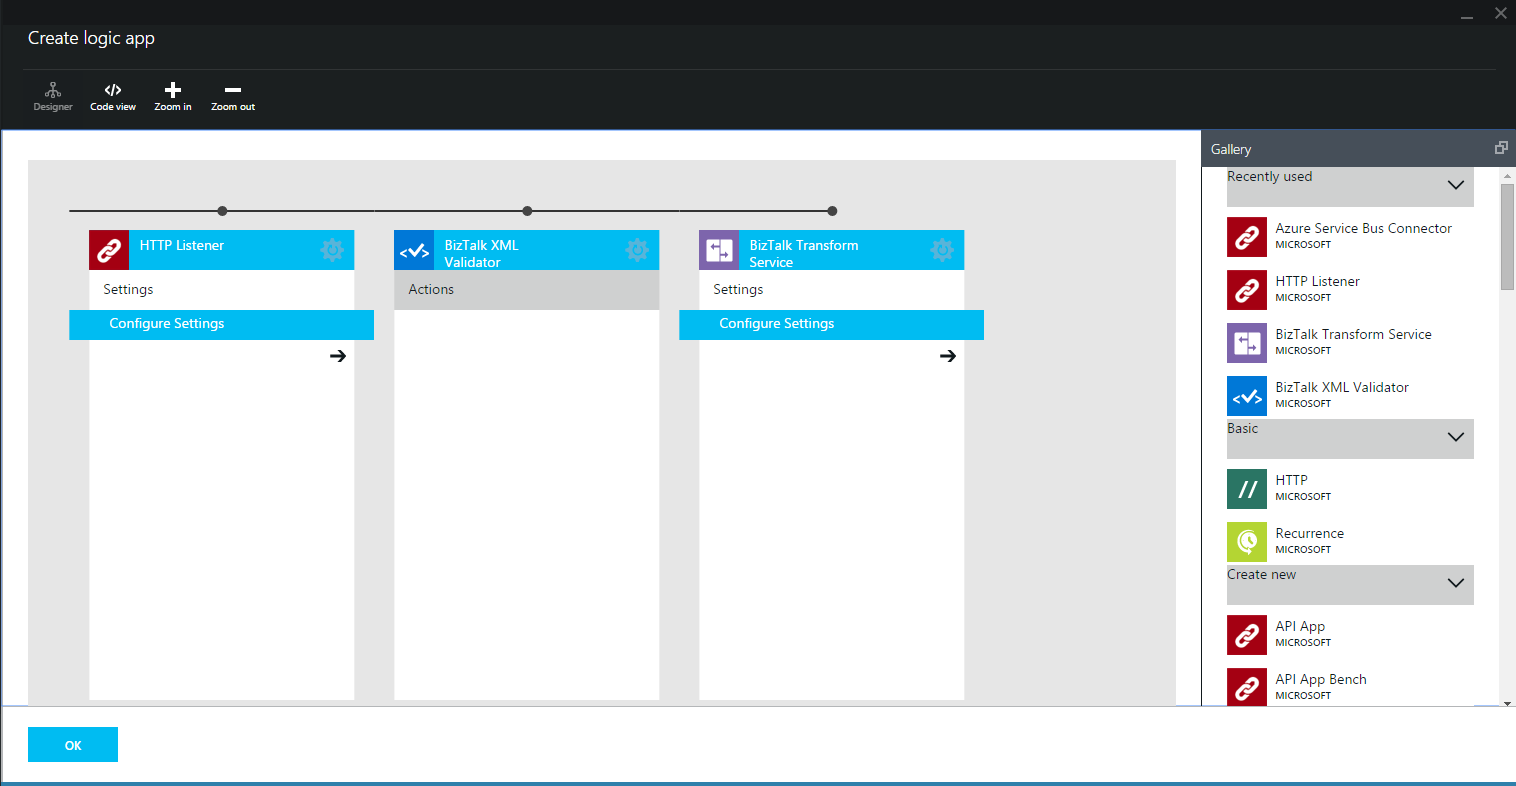 Create logic app
Designer
Code view
Zoom in
Zoom out
HTTP Listener
Settings
Configure Settings
BizTalk XML
Validator
Actions
BizTalk Transform
Service
Settings
Configure Settings
Gallery
Recently used
Azure Service Bus Connector
MICROSOFT
HTTP Listener
MICROSOFT
BizTalk Transform Service
MICROSOFT
BizTalk XML Validator
MICROSOFT
Basic
HTTP
MICROSOFT
Recurrence
MICROSOFT
Create new
API App
MICROSOFT
API App Bench
MICROSOFT
OK